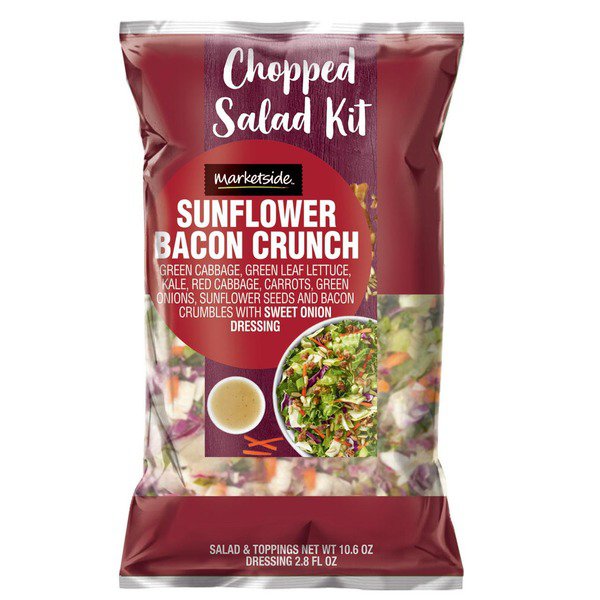 Chopped
Salad Kit
marketside™
SUNFLOWER
BACON CRUNCH
GREEN CABBAGE, GREEN LEAF LETTUCE,
KALE, RED CABBAGE, CARROTS, GREEN
ONIONS, SUNFLOWER SEEDS AND BACON
CRUMBLES WITH SWEET ONION
DRESSING
SALAD & TOPPINGS NET WT 10.6 OZ
DRESSING 2.8 FL OZ